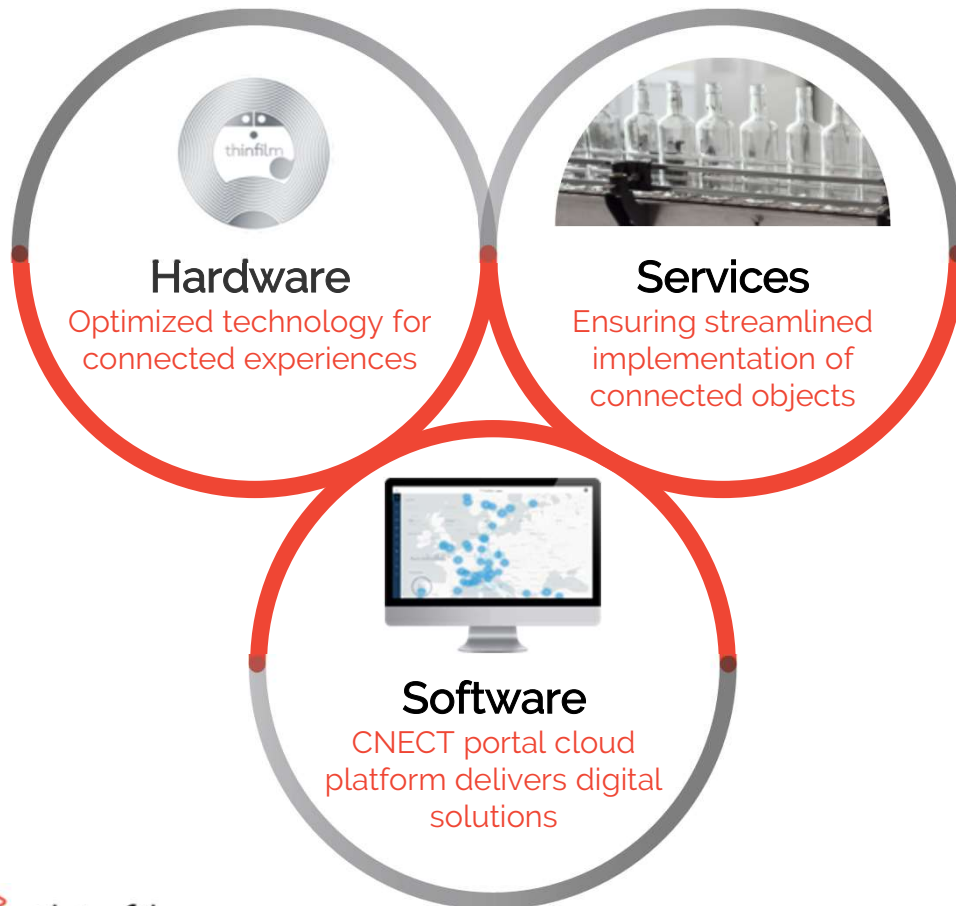 thinfilm
Hardware
Optimized technology for
connected experiences
Services
Ensuring streamlined
implementation of
connected objects
Software
CNECT portal cloud
platform delivers digital
solutions